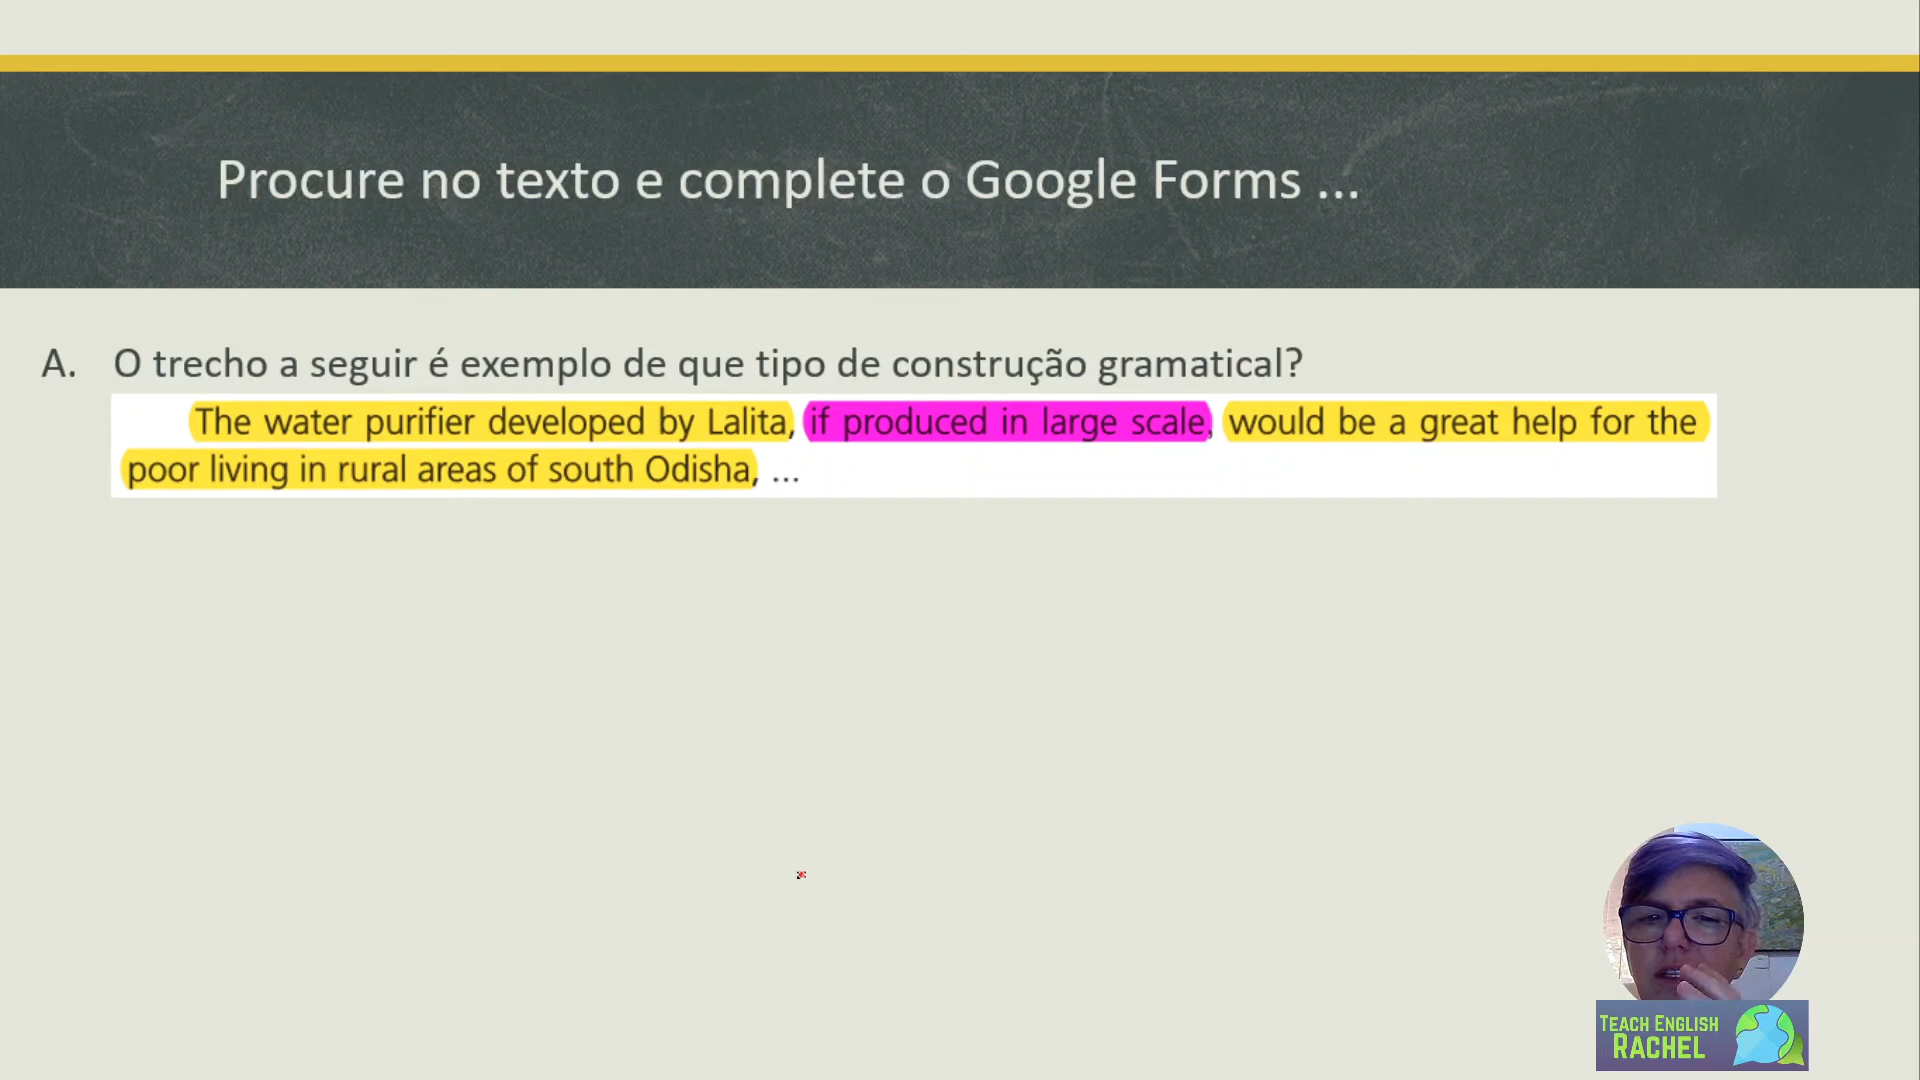 Procure no texto e complete o Google Forms ...
A. O trecho a seguir é exemplo de que tipo de construção gramatical?
The water purifier developed by Lalita, if produced in large scale, would be a great help for the
poor living in rural areas of south Odisha, ...
TEACH ENGLISH
RACHEL